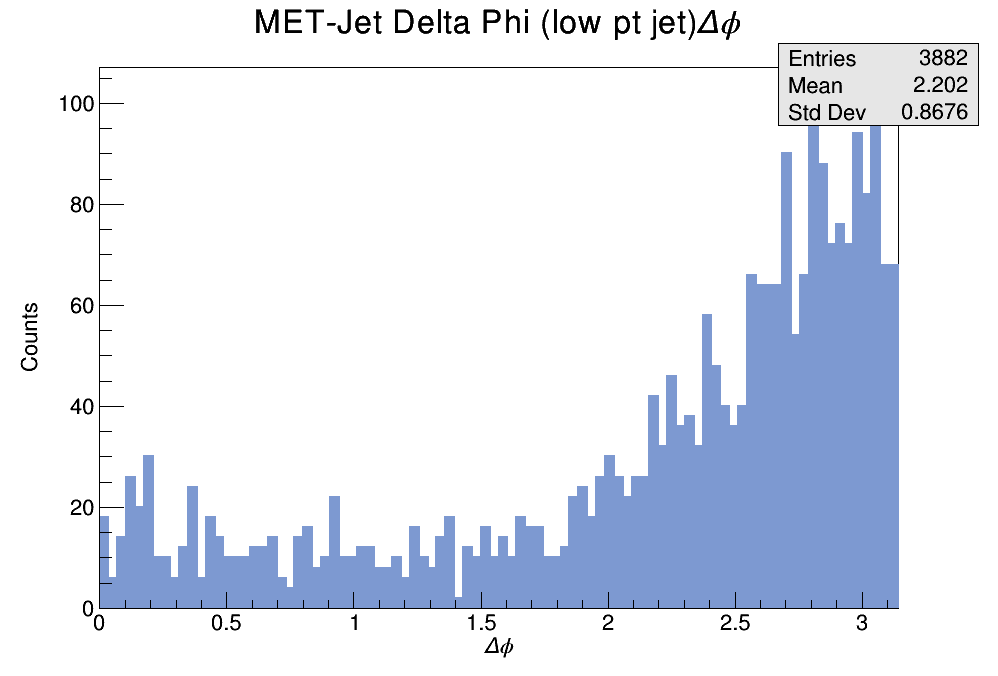 MET-Jet Delta Phi (low pt jet)Δϕ
Entries 3882
Mean 2.202
Std Dev 0.8676
100
80
60
40
20
0
Counts
0 0.5 1 1.5 2 2.5 3
Δϕ